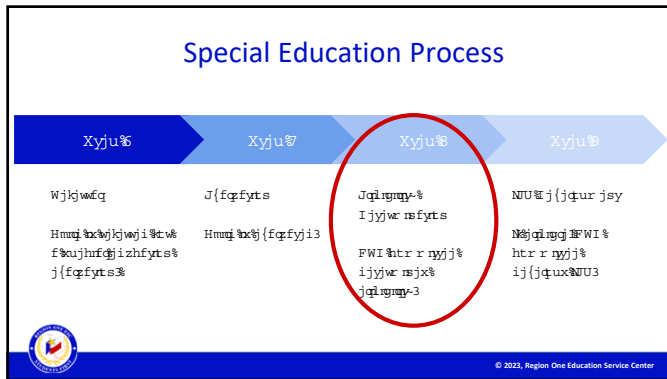 Special Education Process
Xyju%6
Xyju%7
Xyju%8
Xyju%9
Wjkjwwfq
Hmnqi%nx%wjkjwwji%ktw%
f%xujhnfq%jizhfynts%
j{fqzfynts3%
J{fqzfynts
Hmnqi%nx%j{fqzfyji3
Jqnlngnqny~%
Ijyjwrnsfynts
FWI%htrrnyyjj%
ijyjwrnsjx%
jqnlngnqny~3
NJU%Ij{jqturjsy
Nk%jqnlngqj1%FWI%
htrrnyyjj%
ij{jqtux%NJU3
© 2023, Region One Education Service Center